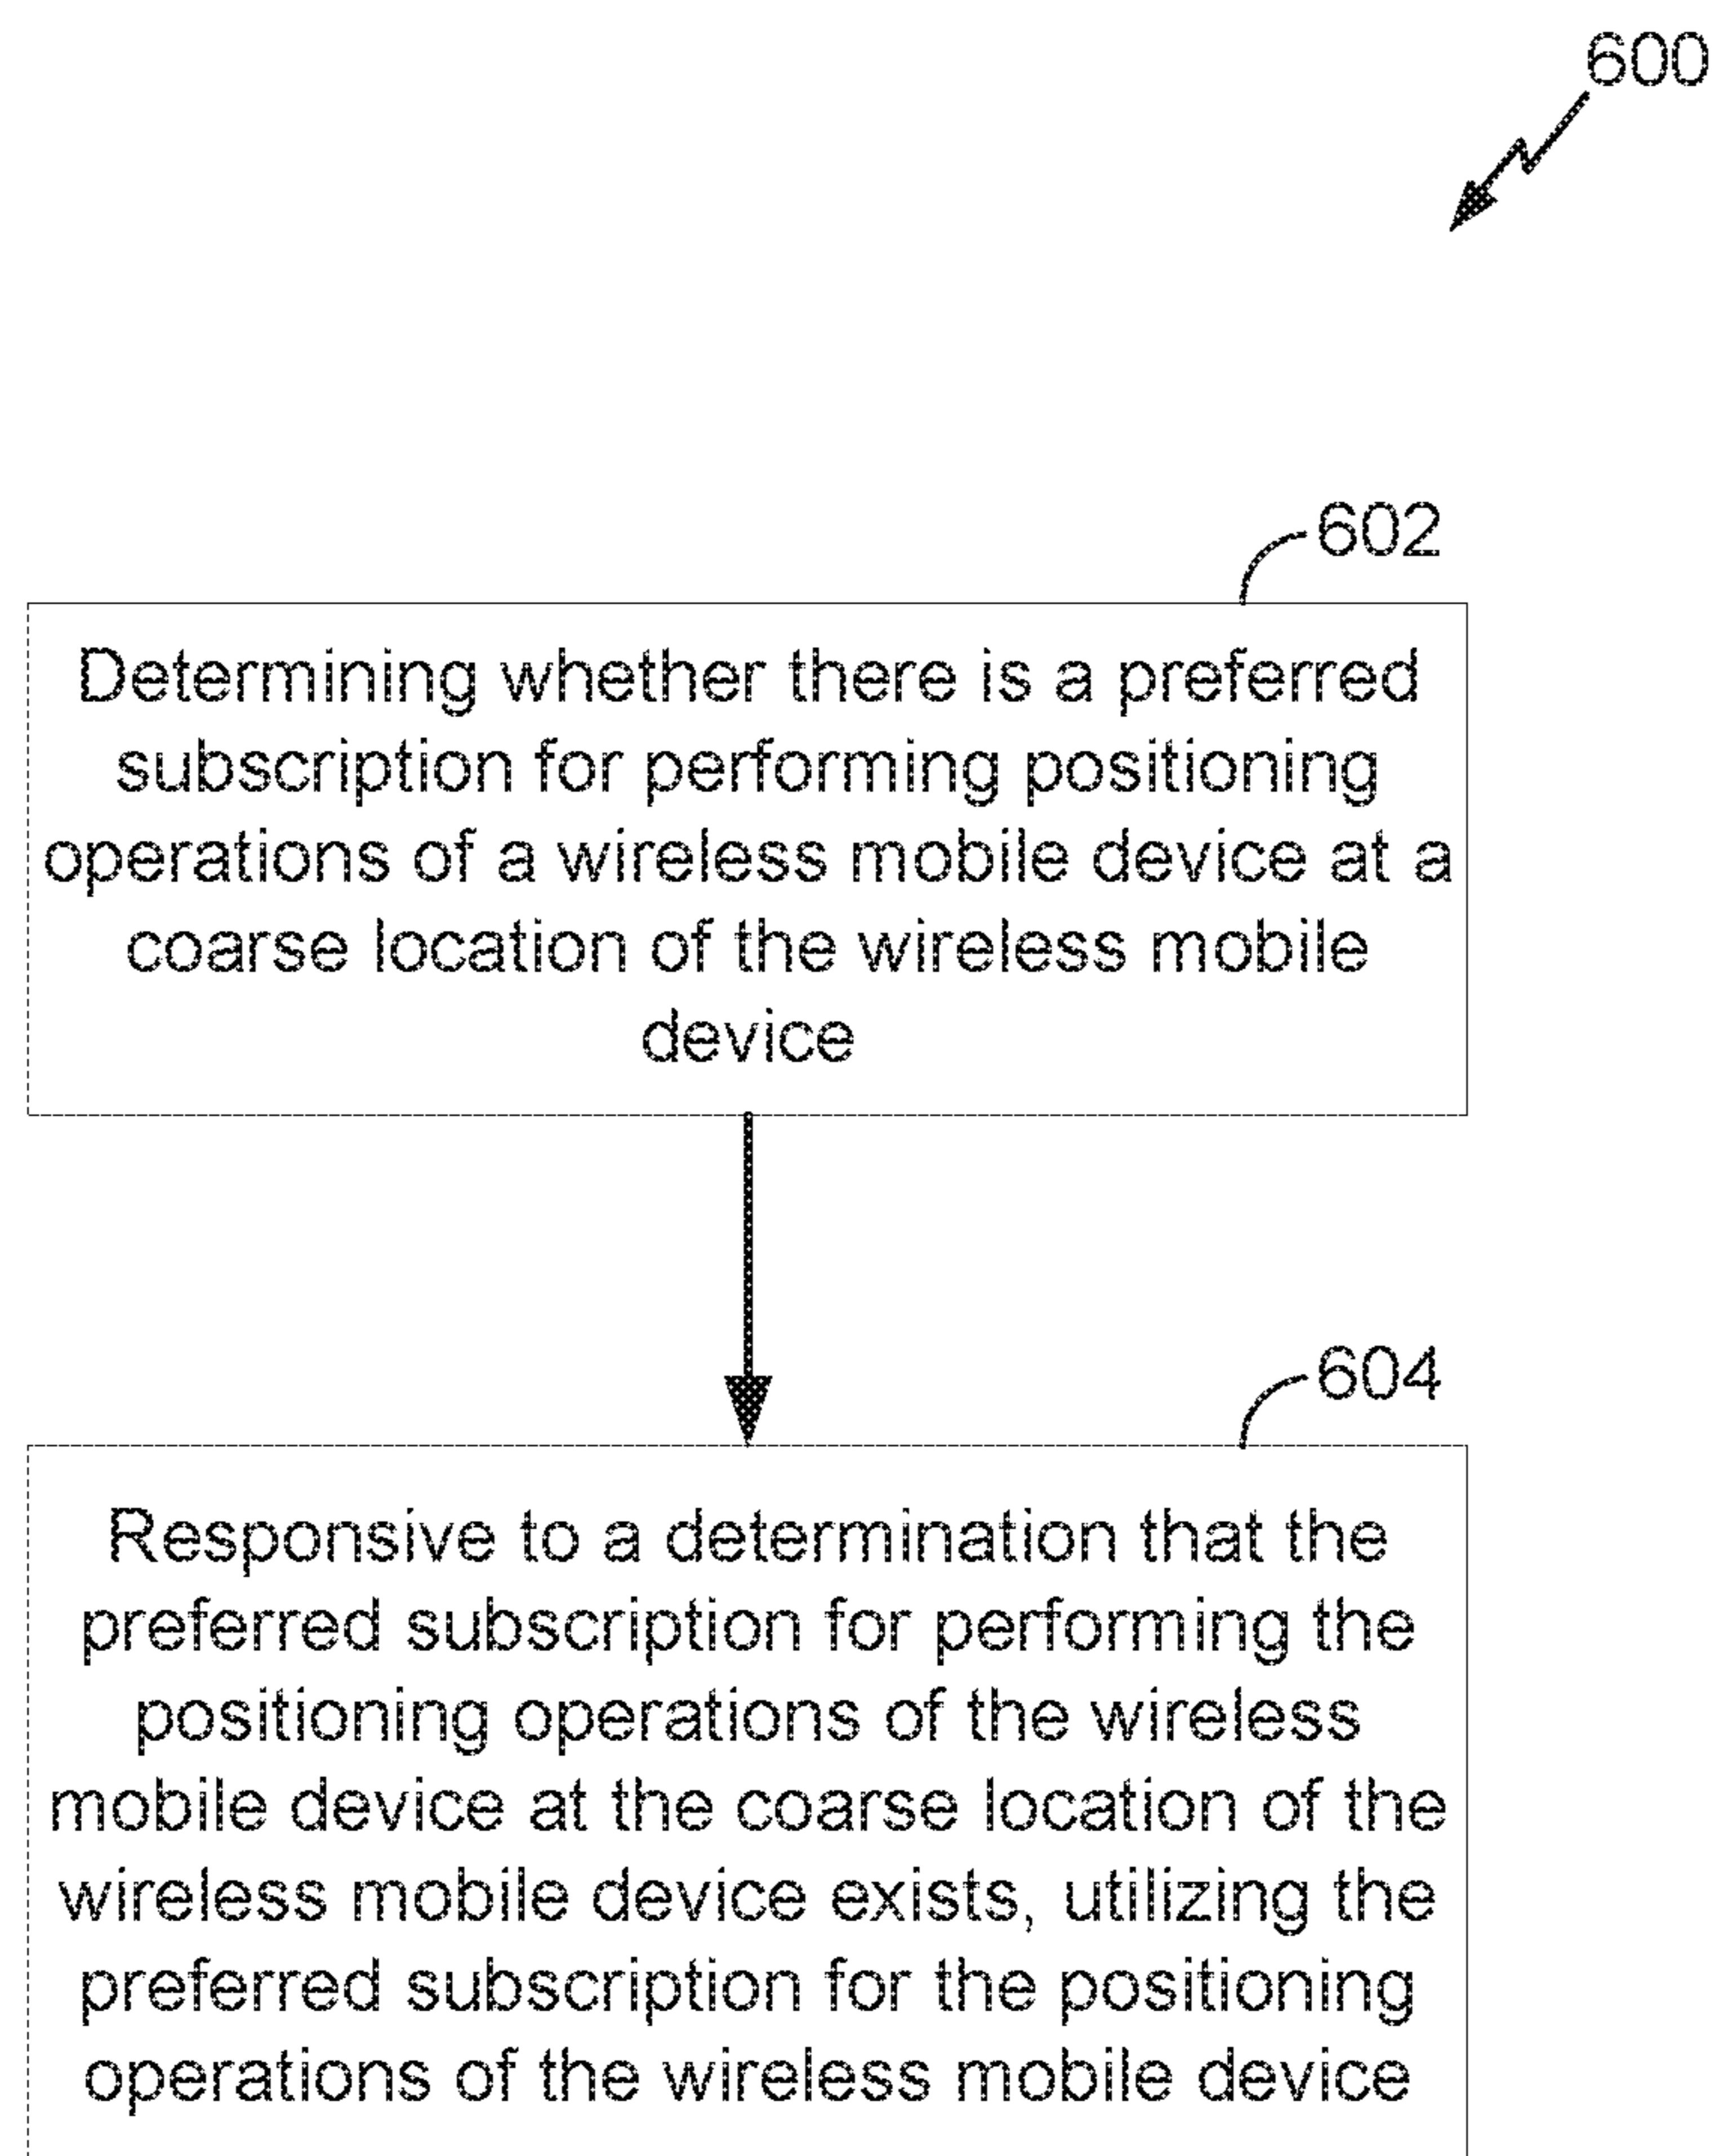 600
602
Determining whether there is a preferred
subscription for performing positioning
operations of a wireless mobile device at a
coarse location of the wireless mobile
device
604
Responsive to a determination that the
preferred subscription for performing the
positioning operations of the wireless
mobile device at the coarse location of the
wireless mobile device exists, utilizing the
preferred subscription for the positioning
operations of the wireless mobile device